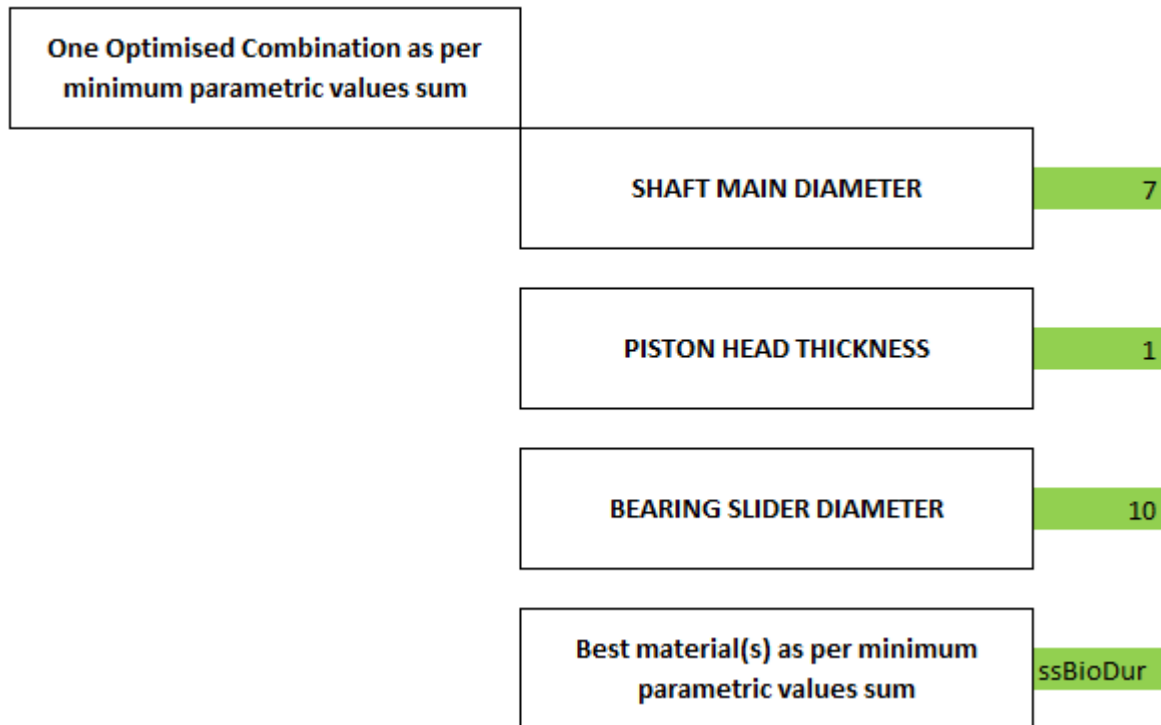 One Optimised Combination as per
minimum parametric values sum
SHAFT MAIN DIAMETER 7
PISTON HEAD THICKNESS 1
BEARING SLIDER DIAMETER 10
Best material(s) as per minimum
parametric values sum
ssBioDur